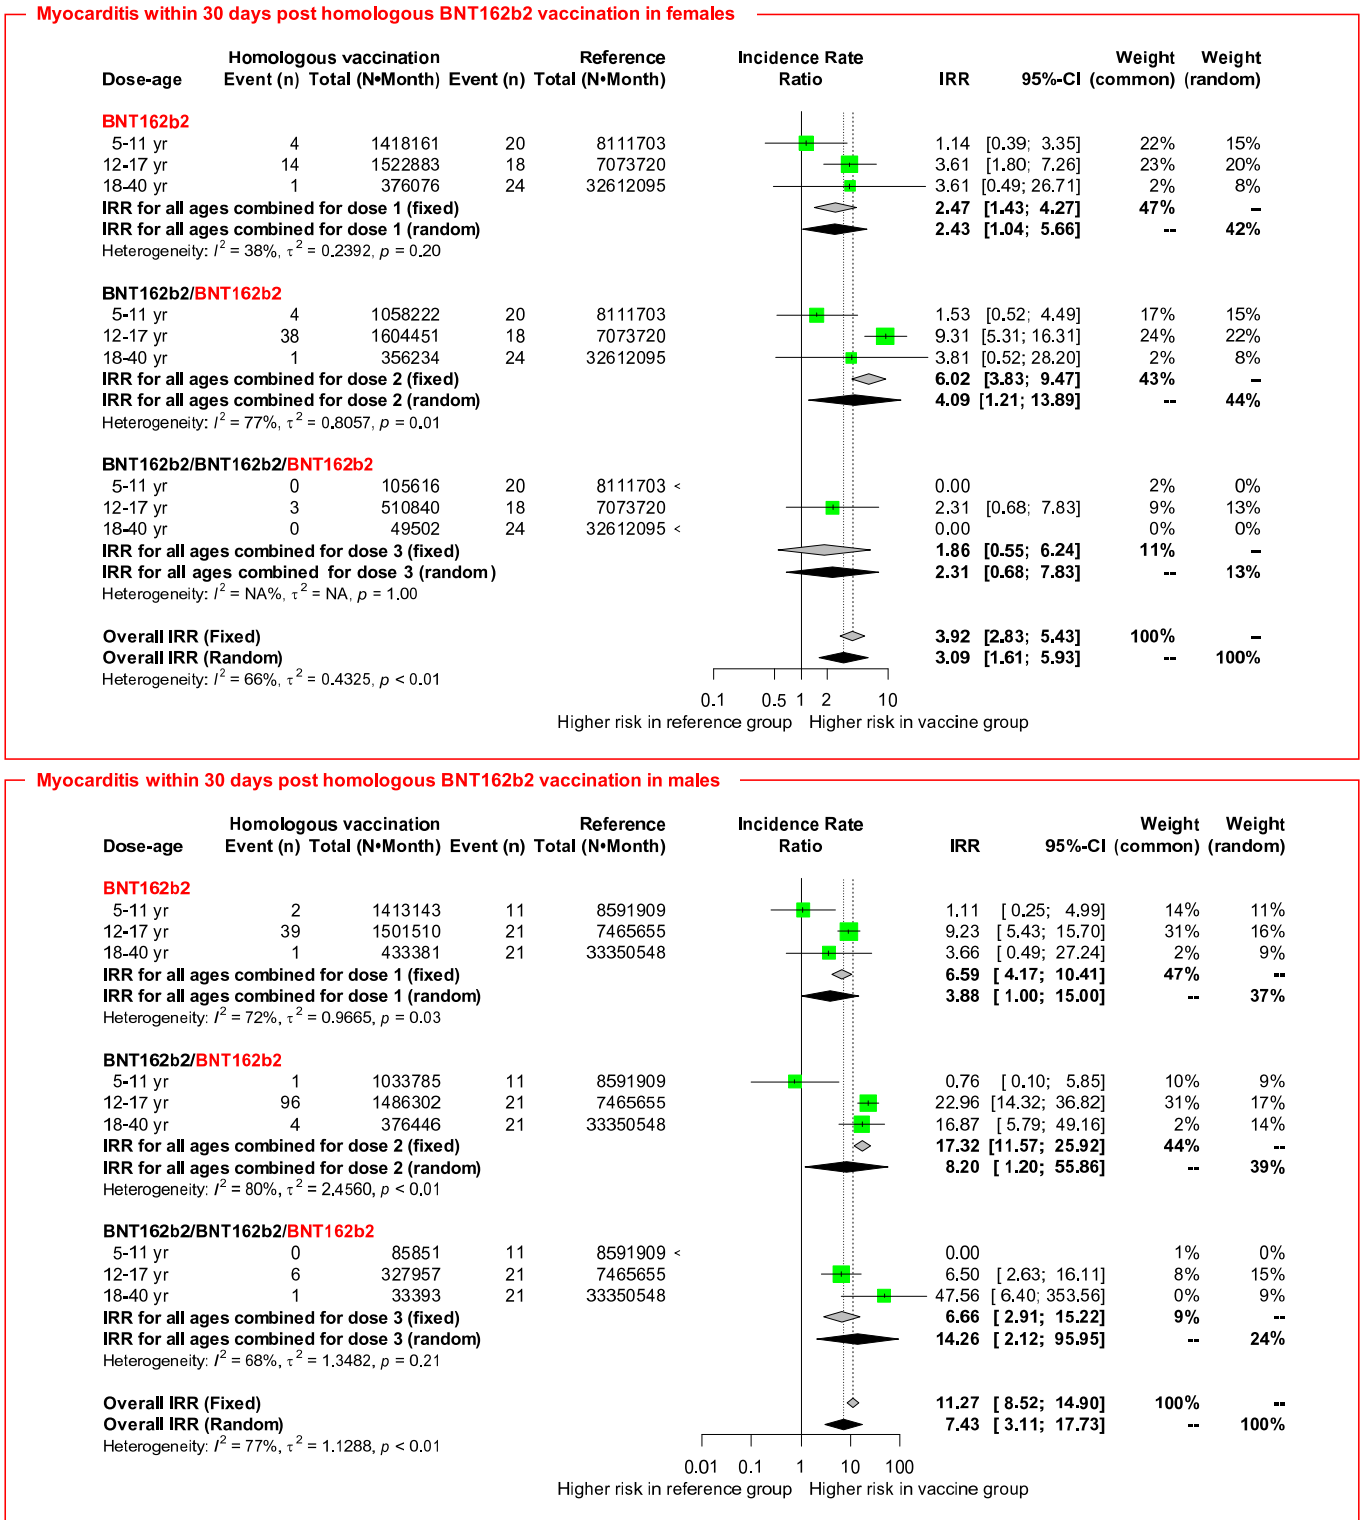 Myocarditis within 30 days post homologous BNT162b2 vaccination in females
Homologous vaccination Reference Incidence Rate Weight Weight
Dose-age Event (n) Total (N•Month) Event (n) Total (N•Month) Ratio IRR 95%-CI (common) (random)
BNT162b2
5-11 yr 4 1418161 20 8111703 1.14 [0.39; 3.35] 22% 15%
12-17 yr 14 1522883 18 7073720 3.61 [1.80; 7.26] 23% 20%
18-40 yr 1 376076 24 32612095 3.61 [0.49; 26.71] 2% 8%
IRR for all ages combined for dose 1 (fixed) 2.47 [1.43; 4.27] 47% –
IRR for all ages combined for dose 1 (random) 2.43 [1.04; 5.66] -- 42%
Heterogeneity: I² = 38%, τ² = 0.2392, p = 0.20
BNT162b2/BNT162b2
5-11 yr 4 1058222 20 8111703 1.53 [0.52; 4.49] 17% 15%
12-17 yr 38 1604451 18 7073720 9.31 [5.31; 16.31] 24% 22%
18-40 yr 1 356234 24 32612095 3.81 [0.52; 28.20] 2% 8%
IRR for all ages combined for dose 2 (fixed) 6.02 [3.83; 9.47] 43% –
IRR for all ages combined for dose 2 (random) 4.09 [1.21; 13.89] -- 44%
Heterogeneity: I² = 77%, τ² = 0.8057, p = 0.01
BNT162b2/BNT162b2/BNT162b2
5-11 yr 0 105616 20 8111703 < 0.00 2% 0%
12-17 yr 3 510840 18 7073720 2.31 [0.68; 7.83] 9% 13%
18-40 yr 0 49502 24 32612095 < 0.00 0% 0%
IRR for all ages combined for dose 3 (fixed) 1.86 [0.55; 6.24] 11% –
IRR for all ages combined for dose 3 (random) 2.31 [0.68; 7.83] -- 13%
Heterogeneity: I² = NA%, τ² = NA, p = 1.00
Overall IRR (Fixed) 3.92 [2.83; 5.43] 100% –
Overall IRR (Random) 3.09 [1.61; 5.93] -- 100%
Heterogeneity: I² = 66%, τ² = 0.4325, p < 0.01
0.1 0.5 1 2 10
Higher risk in reference group Higher risk in vaccine group
Myocarditis within 30 days post homologous BNT162b2 vaccination in males
Homologous vaccination Reference Incidence Rate Weight Weight
Dose-age Event (n) Total (N•Month) Event (n) Total (N•Month) Ratio IRR 95%-CI (common) (random)
BNT162b2
5-11 yr 2 1413143 11 8591909 1.11 [ 0.25; 4.99] 14% 11%
12-17 yr 39 1501510 21 7465655 9.23 [ 5.43; 15.70] 31% 16%
18-40 yr 1 433381 21 33350548 3.66 [ 0.49; 27.24] 2% 9%
IRR for all ages combined for dose 1 (fixed) 6.59 [ 4.17; 10.41] 47% --
IRR for all ages combined for dose 1 (random) 3.88 [ 1.00; 15.00] -- 37%
Heterogeneity: I² = 72%, τ² = 0.9665, p = 0.03
BNT162b2/BNT162b2
5-11 yr 1 1033785 11 8591909 0.76 [ 0.10; 5.85] 10% 9%
12-17 yr 96 1486302 21 7465655 22.96 [14.32; 36.82] 31% 17%
18-40 yr 4 376446 21 33350548 16.87 [ 5.79; 49.16] 2% 14%
IRR for all ages combined for dose 2 (fixed) 17.32 [11.57; 25.92] 44% --
IRR for all ages combined for dose 2 (random) 8.20 [ 1.20; 55.86] -- 39%
Heterogeneity: I² = 80%, τ² = 2.4560, p < 0.01
BNT162b2/BNT162b2/BNT162b2
5-11 yr 0 85851 11 8591909 < 0.00 1% 0%
12-17 yr 6 327957 21 7465655 6.50 [ 2.63; 16.11] 8% 15%
18-40 yr 1 33393 21 33350548 47.56 [ 6.40; 353.56] 0% 9%
IRR for all ages combined for dose 3 (fixed) 6.66 [ 2.91; 15.22] 9% --
IRR for all ages combined for dose 3 (random) 14.26 [ 2.12; 95.95] -- 24%
Heterogeneity: I² = 68%, τ² = 1.3482, p = 0.21
Overall IRR (Fixed) 11.27 [ 8.52; 14.90] 100% --
Overall IRR (Random) 7.43 [ 3.11; 17.73] -- 100%
Heterogeneity: I² = 77%, τ² = 1.1288, p < 0.01
0.01 0.1 1 10 100
Higher risk in reference group Higher risk in vaccine group